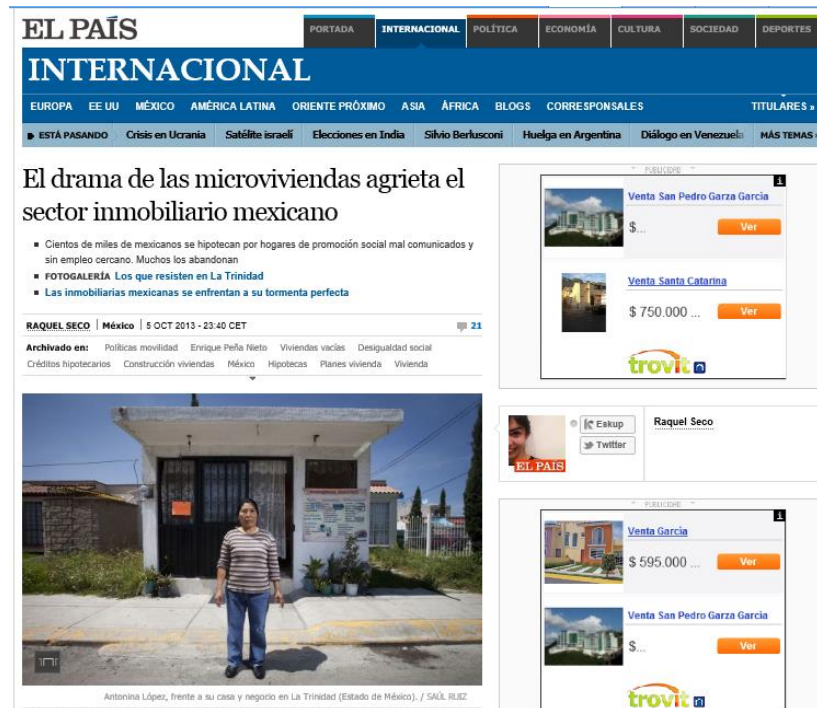 EL PAÍS
PORTADA INTERNACIONAL POLÍTICA ECONOMÍA CULTURA SOCIEDAD DEPORTES
INTERNACIONAL
EUROPA EE UU MÉXICO AMÉRICA LATINA ORIENTE PRÓXIMO ASIA ÁFRICA BLOGS CORRESPONSALES TITULARES »
ESTÁ PASANDO Crisis en Ucrania Satélite israelí Elecciones en India Silvio Berlusconi Huelga en Argentina Diálogo en Venezuela MÁS TEMAS
El drama de las microviviendas agrieta el
sector inmobiliario mexicano
Cientos de miles de mexicanos se hipotecan por hogares de promoción social mal comunicados y
sin empleo cercano. Muchos los abandonan
FOTOGALERÍA Los que resisten en La Trinidad
Las inmobiliarias mexicanas se enfrentan a su tormenta perfecta
RAQUEL SECO | México | 5 OCT 2013 - 23:40 CET 21
Archivado en: Políticas movilidad Enrique Peña Nieto Viviendas vacías Desigualdad social
Créditos hipotecarios Construcción viviendas México Hipotecas Planes vivienda Vivienda
Antonina López, frente a su casa y negocio en La Trinidad (Estado de México). / SAÚL RUIZ
PUBLICIDAD
Venta San Pedro Garza Garcia
$... Ver
Venta Santa Catarina
$ 750.000 ... Ver
trovit n
EL PAÍS
Eskup
Twitter
Raquel Seco
PUBLICIDAD
Venta Garcia
$ 595.000 ... Ver
Venta San Pedro Garza Garcia
$... Ver
trovit n